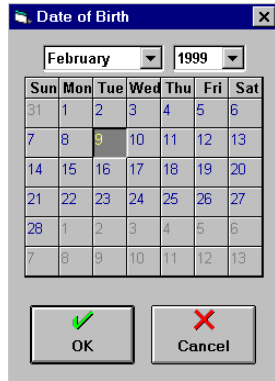 Date of Birth
February 1999
Sun Mon Tue Wed Thu Fri Sat
31 1 2 3 4 5 6
7 8 9 10 11 12 13
14 15 16 17 18 19 20
21 22 23 24 25 26 27
28 1 2 3 4 5 6
7 8 9 10 11 12 13
OK Cancel